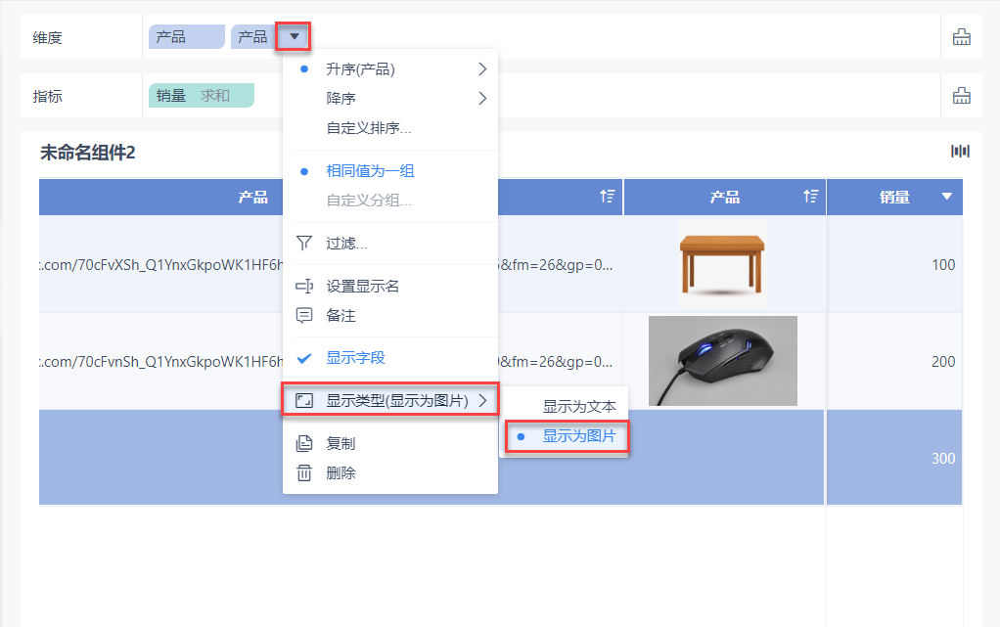 维度
产品
产品
指标
销量 求和
升序(产品)
降序
自定义排序...
相同值为一组
自定义分组...
过滤...
设置显示名
备注
显示字段
显示类型(显示为图片)
复制
删除
显示为文本
显示为图片
未命名组件2
产品
产品
销量
:.com/70cFvXSh_Q1YnxGkpoWK1HF6h
&fm=26&gp=0...
100
:.com/70cFvnSh_Q1YnxGkpoWK1HF6h
&fm=26&gp=0...
200
300